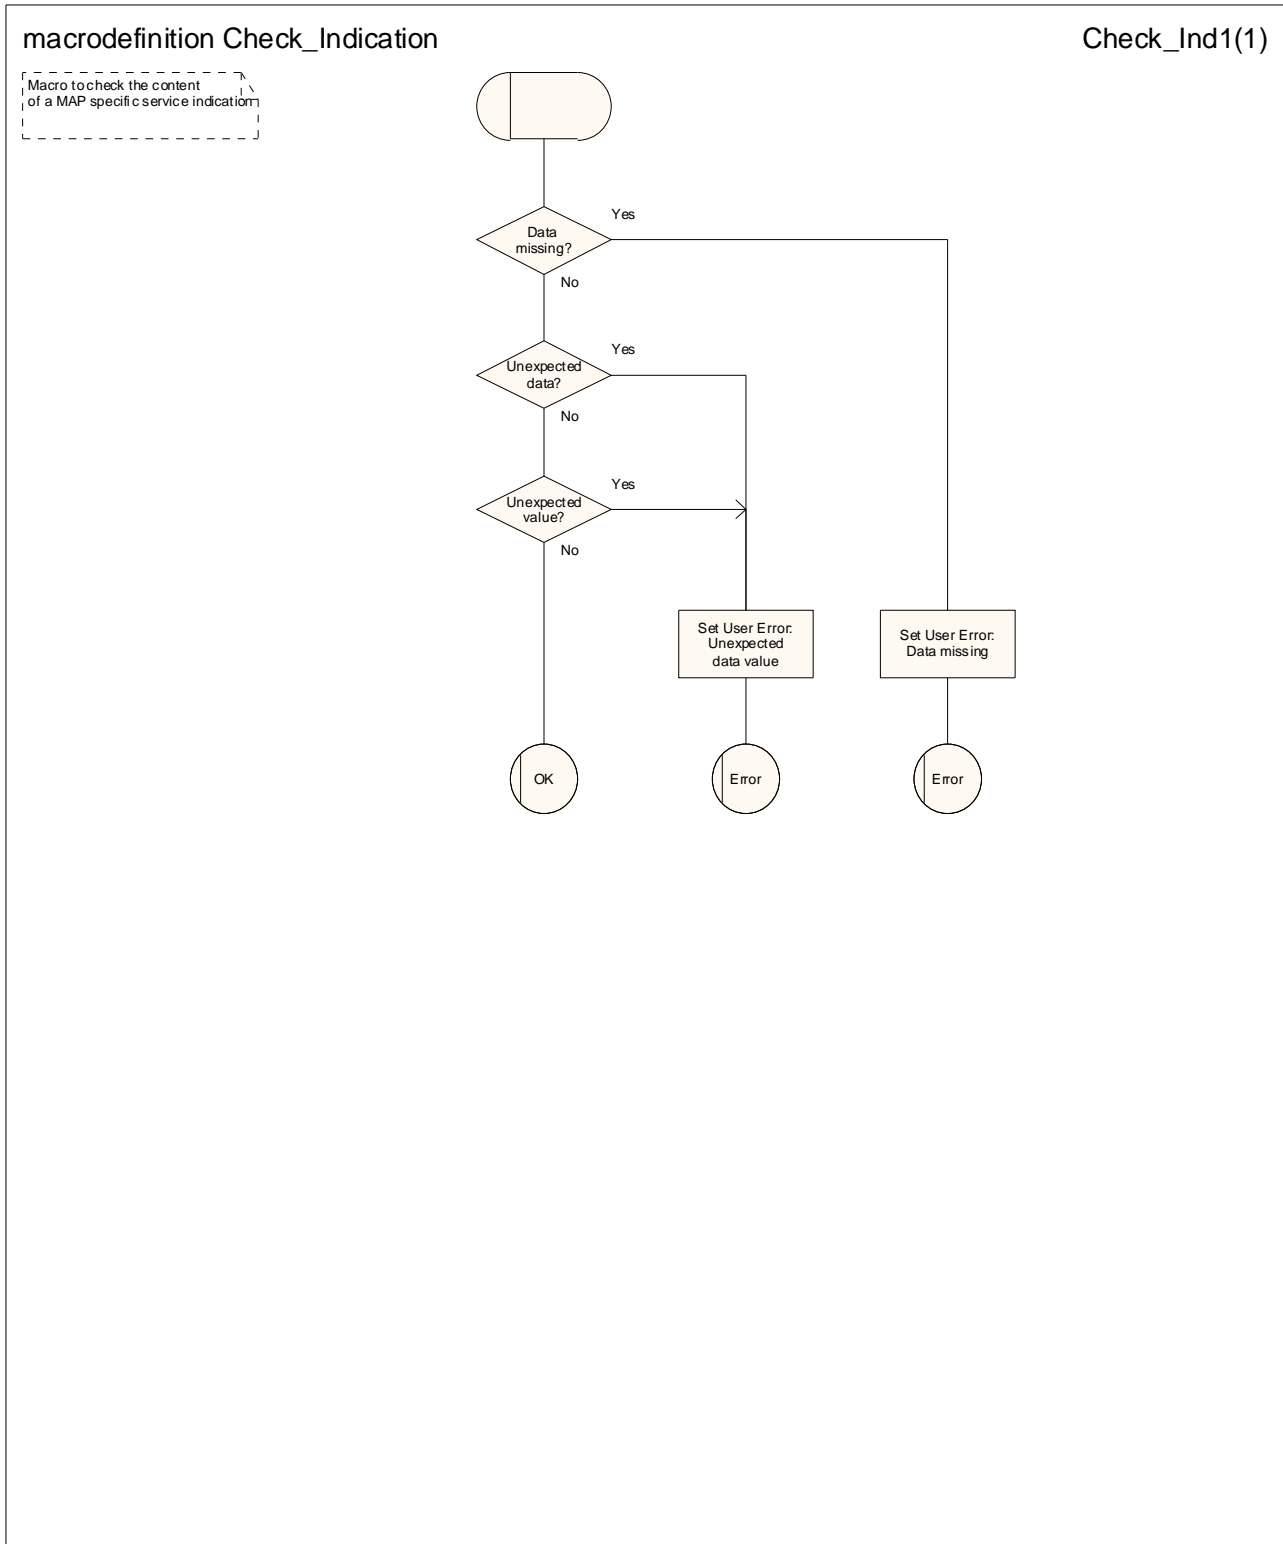 macrodefinition Check_Indication
Check_Ind1(1)
Macro to check the content
of a MAP specific service indication
Yes
Data
missing?
No
Yes
Unexpected
data?
No
Yes
Unexpected
value?
No
Set User Error:
Unexpected
data value
Set User Error:
Data missing
OK
Error
Error